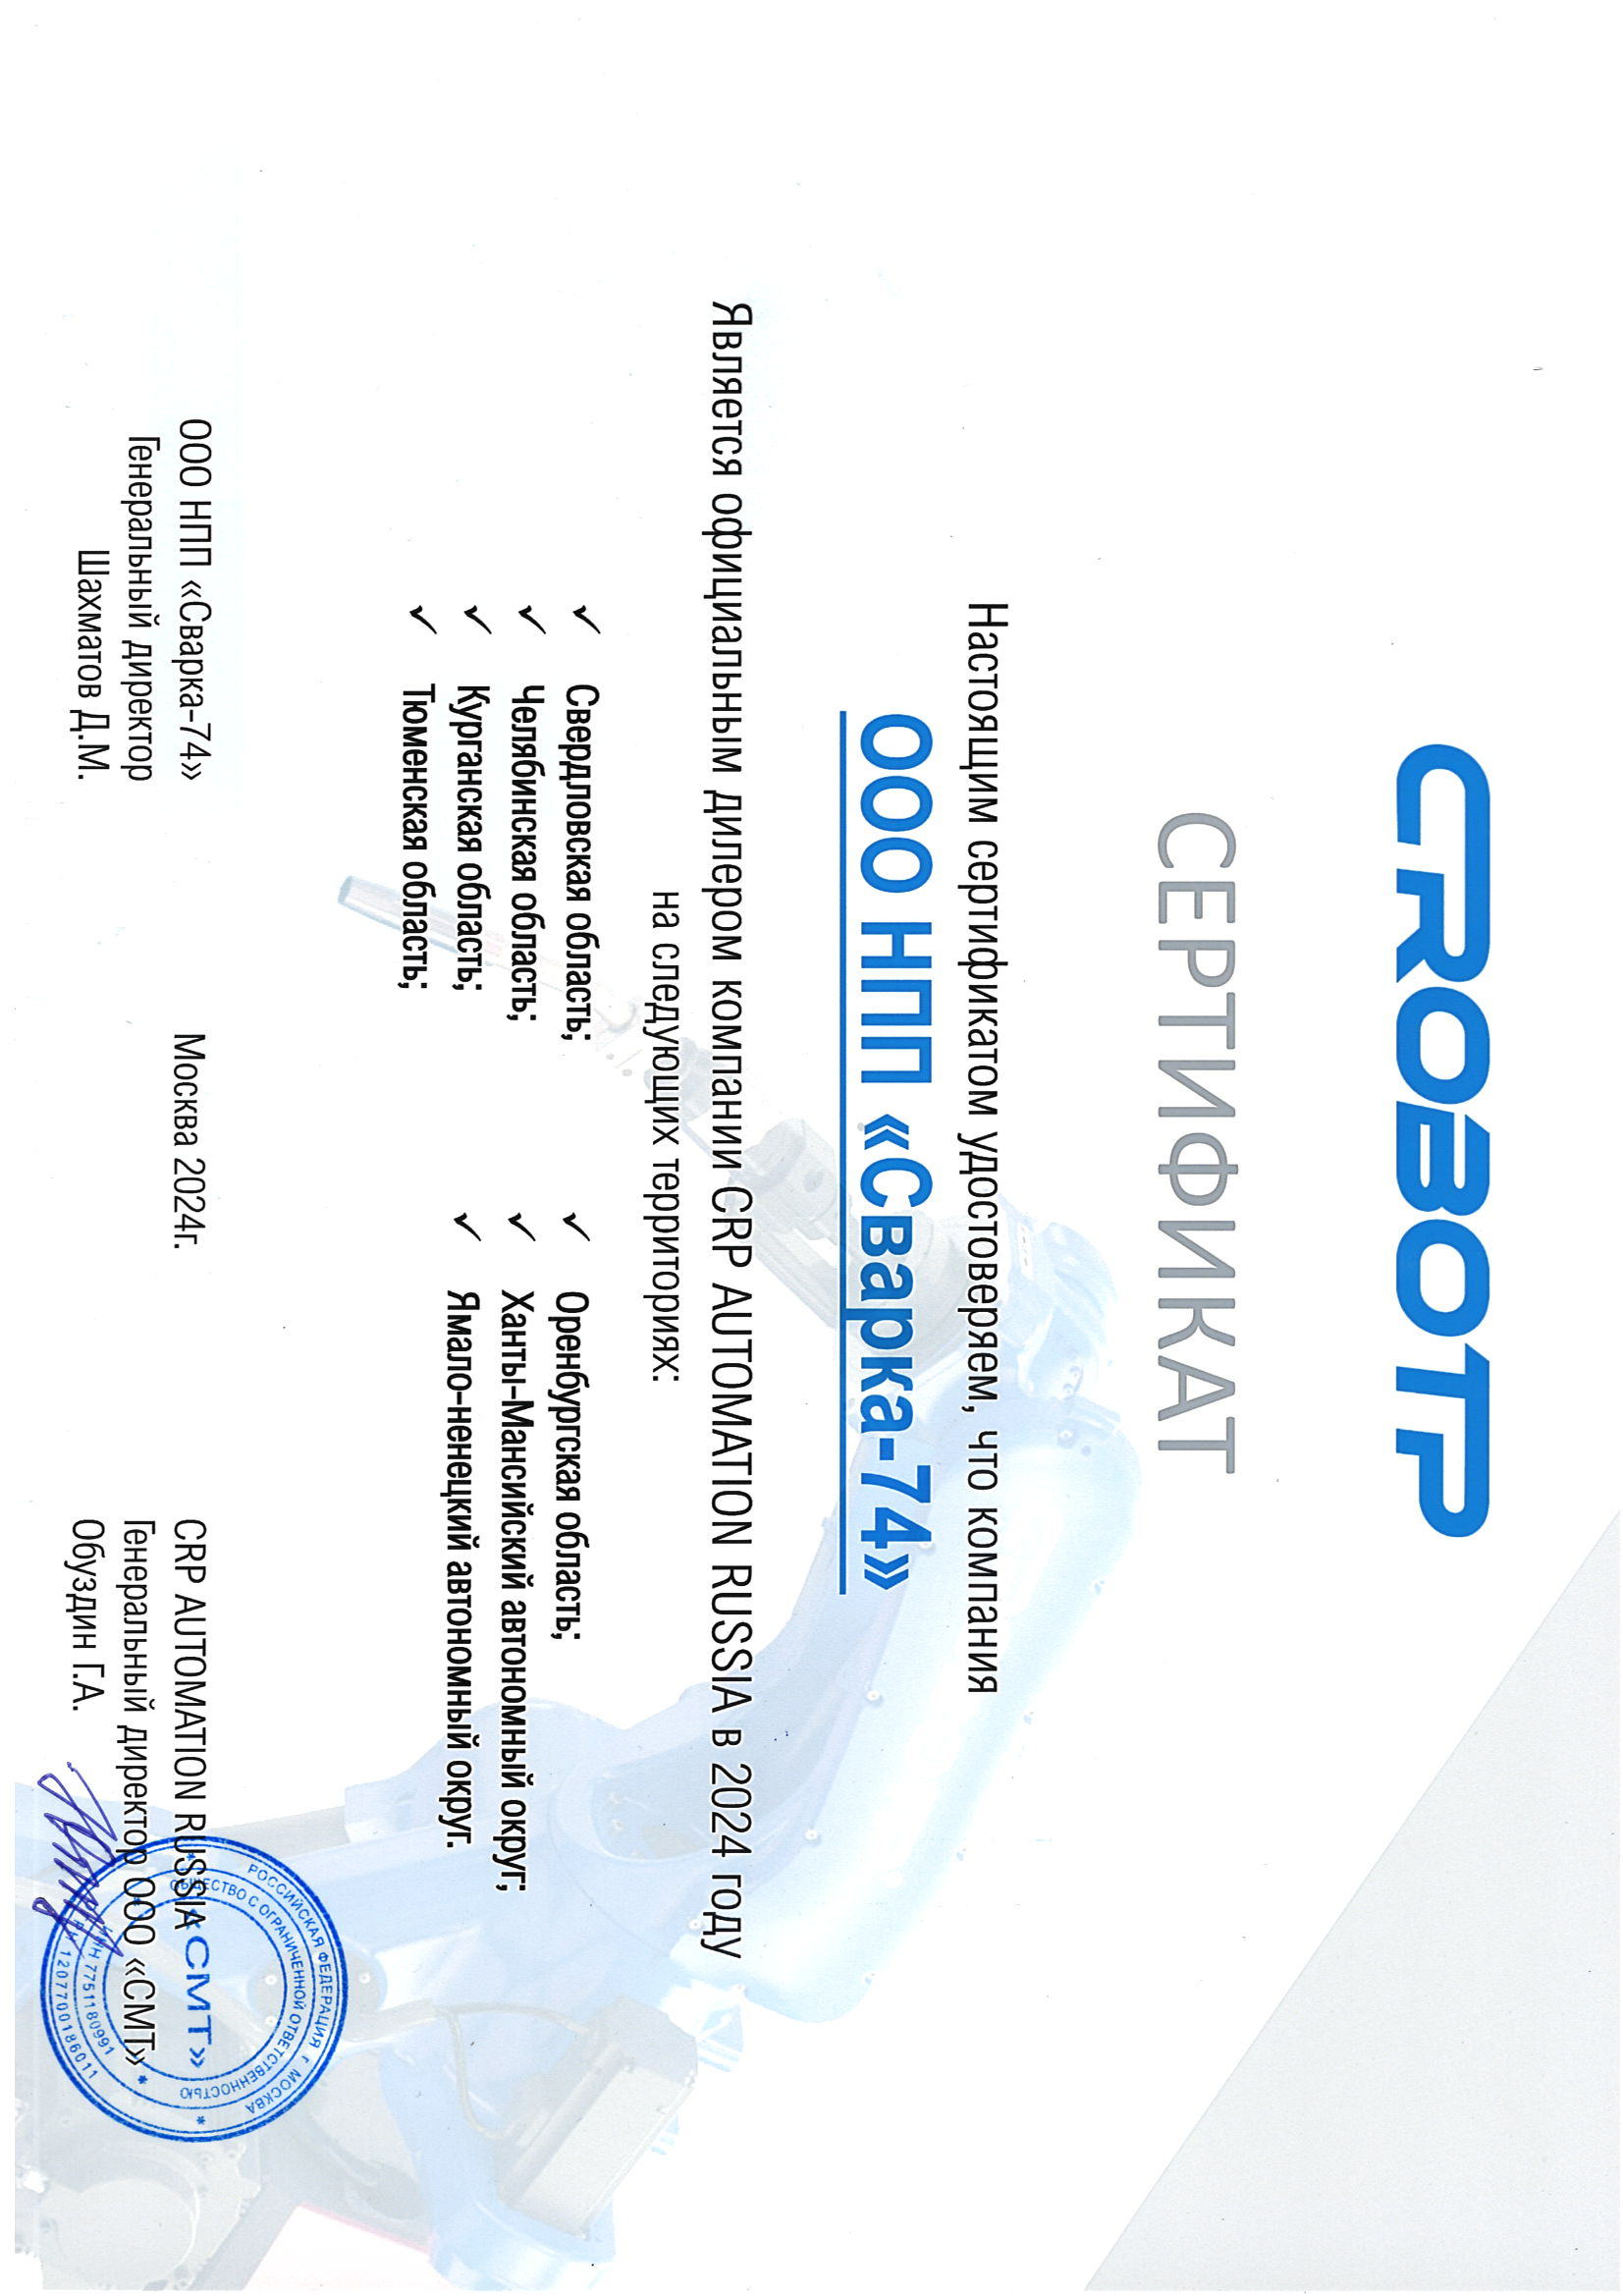 CROBOTP
СЕРТИФИКАТ
Настоящим сертификатом удостоверяем, что компания
ООО НПП «Сварка-74»
Является официальным дилером компании CRP AUTOMATION RUSSIA в 2024 году
на следующих территориях:
✓ Свердловская область;
✓ Челябинская область;
✓ Курганская область;
✓ Тюменская область;
✓ Оренбургская область;
✓ Ханты-Мансийский автономный округ;
✓ Ямало-ненецкий автономный округ.
ООО НПП «Сварка-74»
Генеральный директор
Шахматов Д.М.
Москва 2024г.
CRP AUTOMATION RUSSIA
Генеральный директор ООО «СМТ»
Обуздин Г.А.
РОССИЙСКАЯ ФЕДЕРАЦИЯ г. МОСКВА
ОБЩЕСТВО С ОГРАНИЧЕННОЙ ОТВЕТСТВЕННОСТЬЮ
«СМТ»
ИНН 7751180991
1207700186011